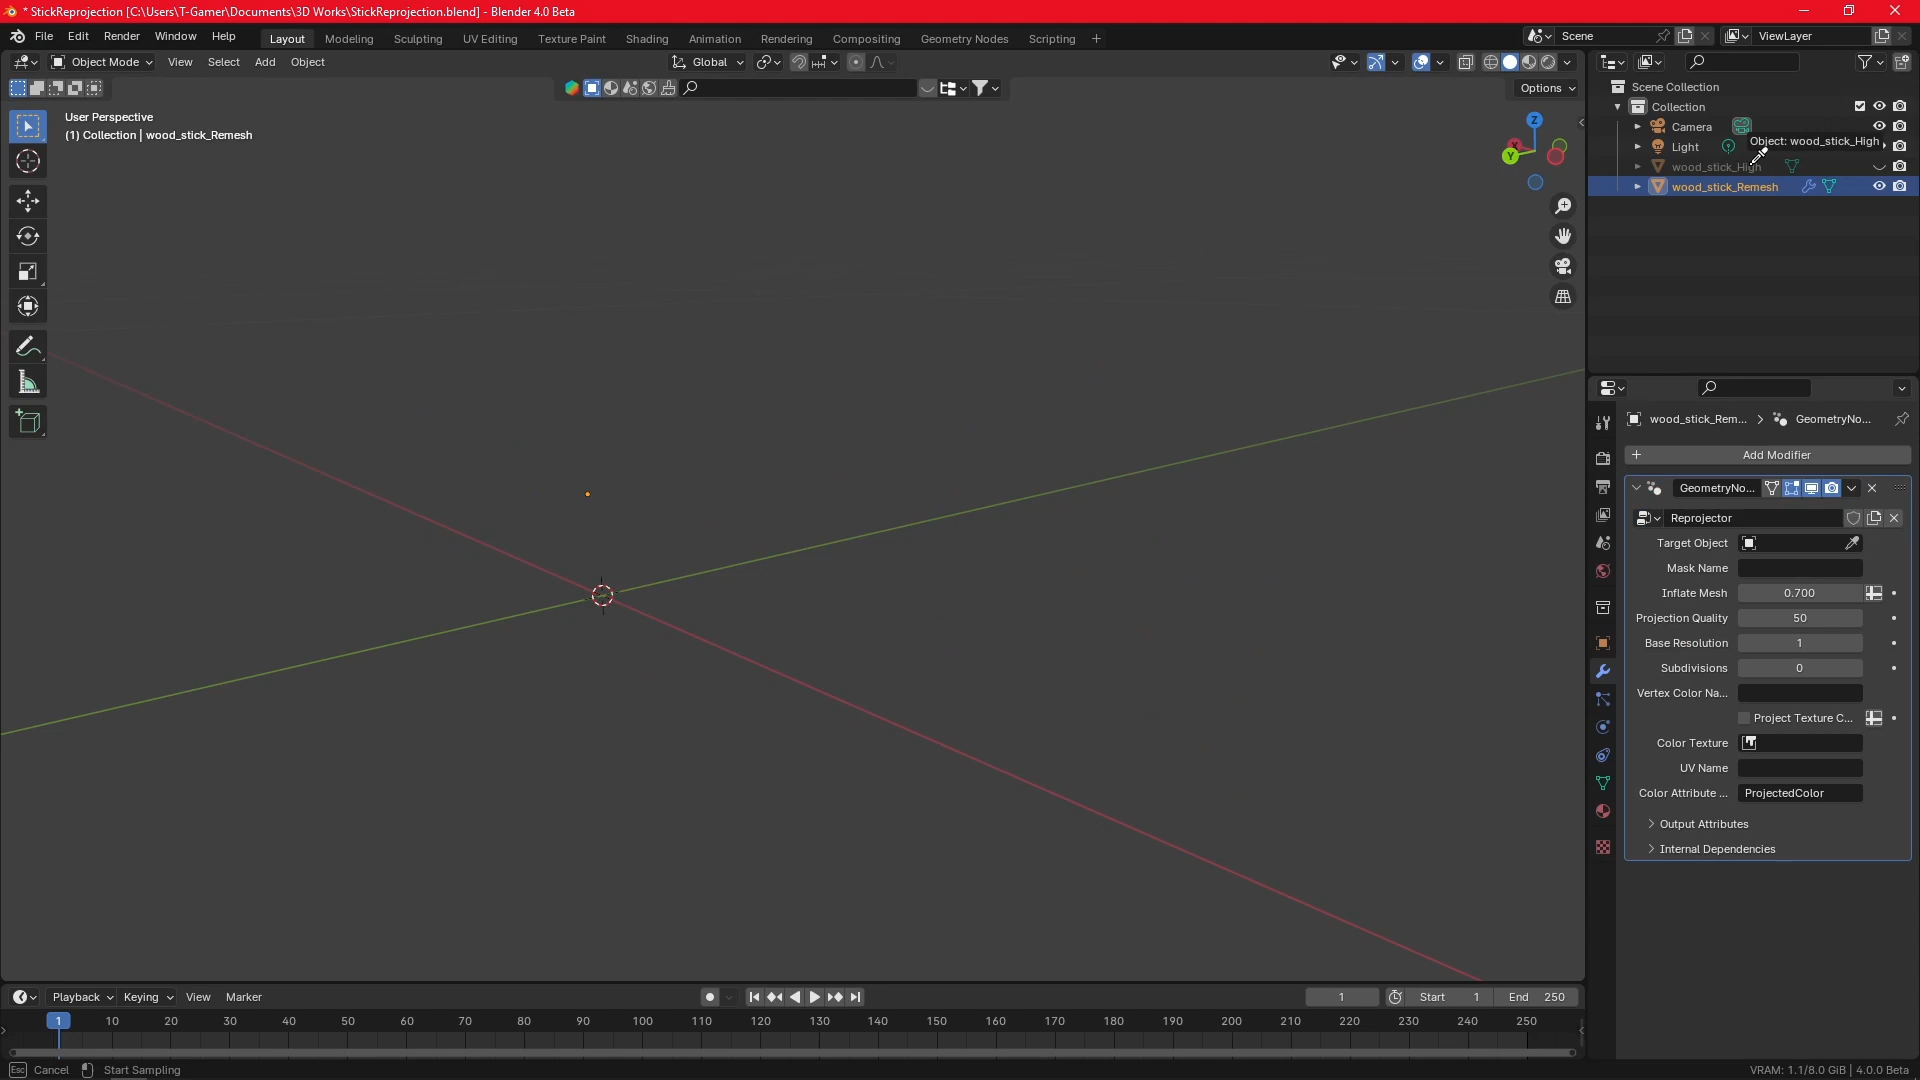 * StickReprojection [C:\Users\T-Gamer\Documents\3D Works\StickReprojection.blend] - Blender 4.0 Beta
File Edit Render Window Help
Layout Modeling Sculpting UV Editing Texture Paint Shading Animation Rendering Compositing Geometry Nodes Scripting +
Scene
ViewLayer
Object Mode View Select Add Object
Global
Options
User Perspective
(1) Collection | wood_stick_Remesh
Z
X
Y
Scene Collection
Collection
Camera
Object: wood_stick_High
Light
wood_stick_High
wood_stick_Remesh
wood_stick_Rem... > GeometryNo...
+ Add Modifier
GeometryNo...
Reprojector
Target Object
Mask Name
Inflate Mesh 0.700
Projection Quality 50
Base Resolution 1
Subdivisions 0
Vertex Color Na...
Project Texture C...
Color Texture
UV Name
Color Attribute ... ProjectedColor
Output Attributes
Internal Dependencies
Playback Keying View Marker
1 Start 1 End 250
1 10 20 30 40 50 60 70 80 90 100 110 120 130 140 150 160 170 180 190 200 210 220 230 240 250
Esc Cancel Start Sampling
VRAM: 1.1/8.0 GiB | 4.0.0 Beta